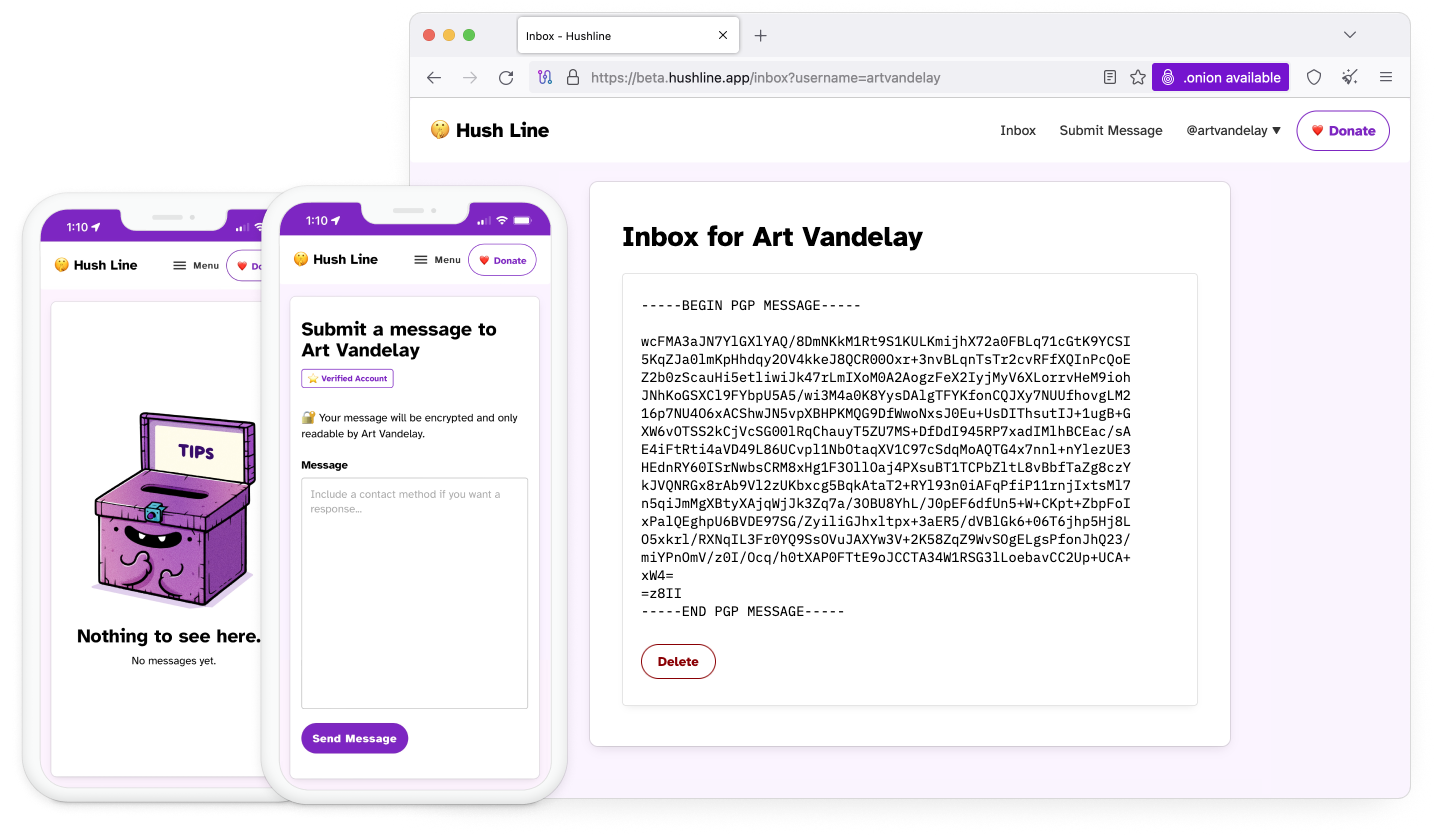 Inbox - Hushline
https://beta.hushline.app/inbox?username=artvandelay
.onion available
🤫 Hush Line
Inbox
Submit Message
@artvandelay ▼
❤️ Donate
Inbox for Art Vandelay
-----BEGIN PGP MESSAGE-----
wcFMA3aJN7YlGXlYAQ/8DmNKkM1Rt9S1KULKmijhX72a0FBLq71cGtK9YCSI
5KqZJa0lmKpHhdqy2OV4kkeJ8QCR00Oxr+3nvBLqnTsTr2cvRFfXQInPcQoE
Z2b0zScauHi5etliwiJk47rLmIXoM0A2AogzFeX2IyjMyV6XLorrvHeM9ioh
JNhKoGSXCl9FYbpU5A5/wi3M4a0K8YysDAlgTFYKfonCQJXy7NUUfhovgLM2
16p7NU4O6xACShwJN5vpXBHPKMQG9DfWwoNxsJ0Eu+UsDIThsutIJ+1ugB+G
XW6vOTSS2kCjVcSG00lRqChauyT5ZU7MS+DfDdI945RP7xadIMlhBCEac/sA
E4iFtRti4aVD49L86UCvpl1NbOtaqXV1C97cSdqMoAQTG4x7nnl+nYlezUE3
HEdnRY60ISrNwbsCRM8xHg1F3OllOaj4PXsuBT1TCPbZltL8vBbfTaZg8czY
kJVQNRGx8rAb9Vl2zUKbxcg5BqkAtaT2+RYl93n0iAFqPfiP11rnjIxtsMl7
n5qiJmMgXBtyXAjqWjJk3Zq7a/3OBU8YhL/J0pEF6dfUn5+W+CKpt+ZbpFoI
xPalQEghpU6BVDE97SG/ZyiliGJhxltpx+3aER5/dVBlGk6+06T6jhp5Hj8L
O5xkrl/RXNqIL3Fr0YQ9SsOVuJAXYw3V+2K58ZqZ9WvSOgELgsPfonJhQ23/
miYPnOmV/z0I/Ocq/h0tXAP0FTtE9oJCCTA34W1RSG3lLoebavCC2Up+UCA+
xW4=
=z8II
-----END PGP MESSAGE-----
Delete
1:10
🤫 Hush Line
Menu
❤️
TIPS
Nothing to see here.
No messages yet.
1:10
🤫 Hush Line
Menu
❤️ Donate
Submit a message to
Art Vandelay
⭐ Verified Account
🔐 Your message will be encrypted and only
readable by Art Vandelay.
Message
Include a contact method if you want a
response...
Send Message